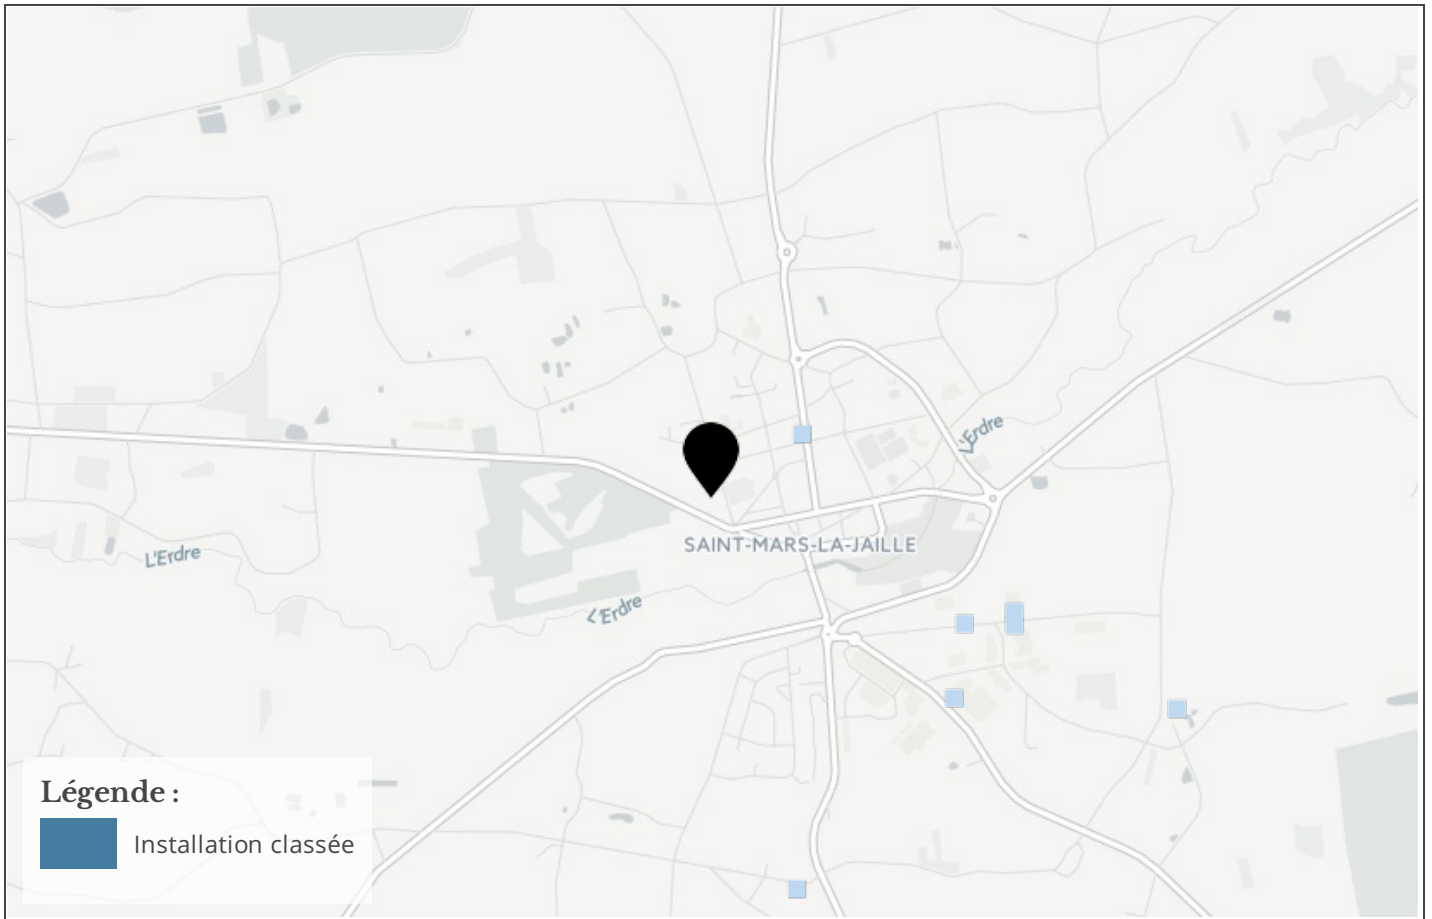 L'Erdre
L'Erdre
SAINT-MARS-LA-JAILLE
L'Erdre
Légende :
Installation classée